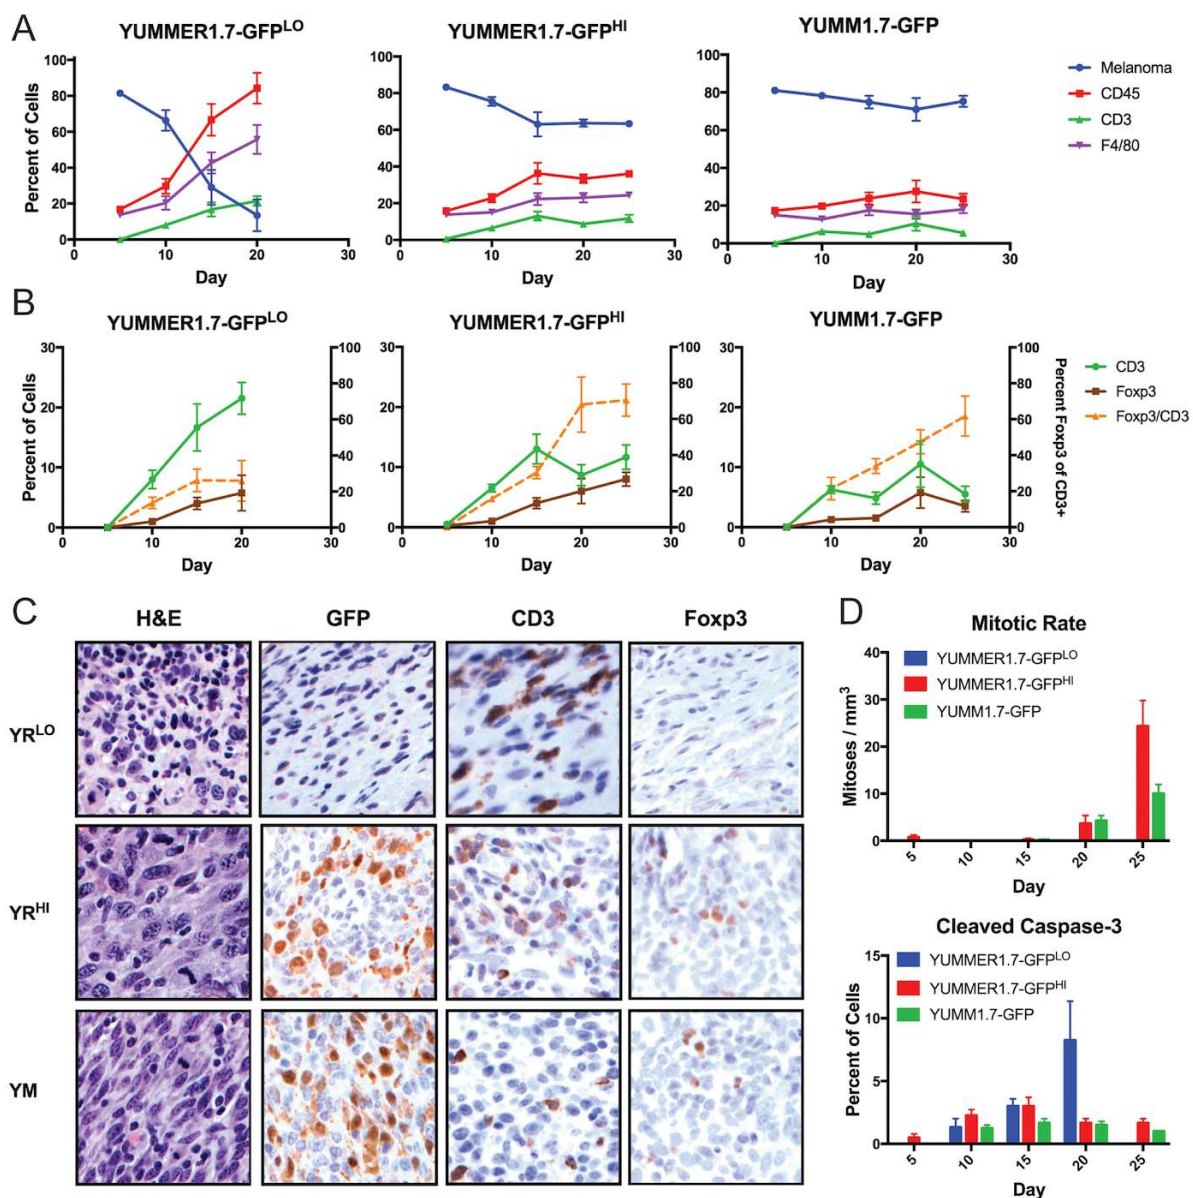 A
YUMMER1.7-GFPLO
YUMMER1.7-GFPHI
YUMM1.7-GFP
Percent of Cells
100
80
60
40
20
0
0 10 20 30
Day
100
80
60
40
20
0
0 10 20 30
Day
100
80
60
40
20
0
0 10 20 30
Day
Melanoma
CD45
CD3
F4/80
B
YUMMER1.7-GFPLO
YUMMER1.7-GFPHI
YUMM1.7-GFP
Percent of Cells
30
20
10
0
0 10 20 30
100
80
60
40
20
0
Day
30
20
10
0
0 10 20 30
100
80
60
40
20
0
Day
30
20
10
0
0 10 20 30
100
80
60
40
20
0
Day
Percent Foxp3 of CD3+
CD3
Foxp3
Foxp3/CD3
C
H&E GFP CD3 Foxp3
YRLO
YRHI
YM
D
Mitotic Rate
Mitoses / mm3
40
30
20
10
0
YUMMER1.7-GFPLO
YUMMER1.7-GFPHI
YUMM1.7-GFP
5 10 15 20 25
Day
Cleaved Caspase-3
Percent of Cells
15
10
5
0
YUMMER1.7-GFPLO
YUMMER1.7-GFPHI
YUMM1.7-GFP
5 10 15 20 25
Day